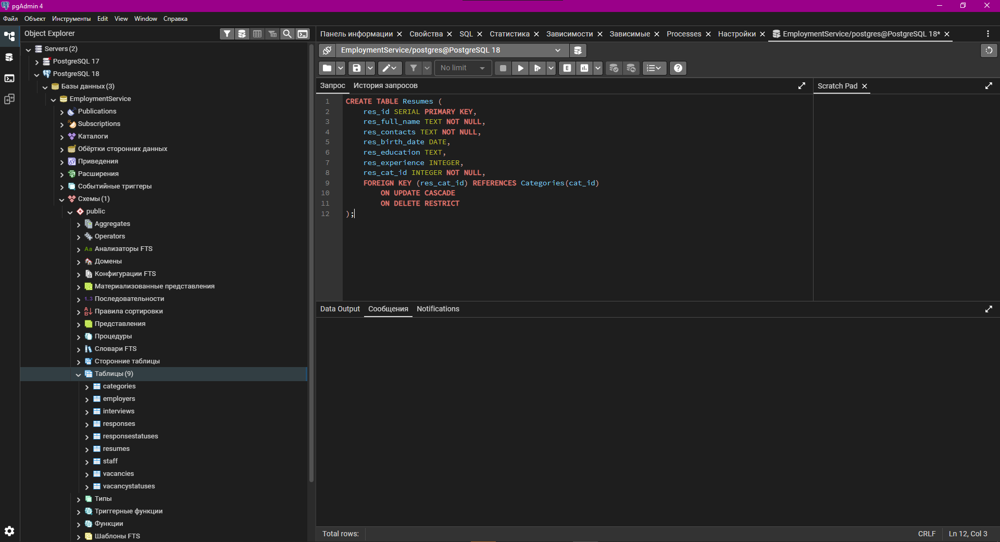 pgAdmin 4
Файл Объект Инструменты Edit View Window Справка
Object Explorer
Servers (2)
PostgreSQL 17
PostgreSQL 18
Базы данных (3)
EmploymentService
Publications
Subscriptions
Каталоги
Обёртки сторонних данных
Приведения
Расширения
Событийные триггеры
Схемы (1)
public
Aggregates
Operators
Aa Анализаторы FTS
Домены
Конфигурации FTS
Материализованные представления
1..3 Последовательности
Правила сортировки
Представления
Процедуры
Словари FTS
Сторонние таблицы
Таблицы (9)
categories
employers
interviews
responses
responsestatuses
resumes
staff
vacancies
vacancystatuses
Типы
Триггерные функции
Функции
Шаблоны FTS
Панель информации Свойства SQL Статистика Зависимости Зависимые Processes Настройки EmploymentService/postgres@PostgreSQL 18*
EmploymentService/postgres@PostgreSQL 18
No limit E
Запрос История запросов
Scratch Pad
1 CREATE TABLE Resumes (
2 res_id SERIAL PRIMARY KEY,
3 res_full_name TEXT NOT NULL,
4 res_contacts TEXT NOT NULL,
5 res_birth_date DATE,
6 res_education TEXT,
7 res_experience INTEGER,
8 res_cat_id INTEGER NOT NULL,
9 FOREIGN KEY (res_cat_id) REFERENCES Categories(cat_id)
10 ON UPDATE CASCADE
11 ON DELETE RESTRICT
12 );
Data Output Сообщения Notifications
Total rows:
CRLF Ln 12, Col 3